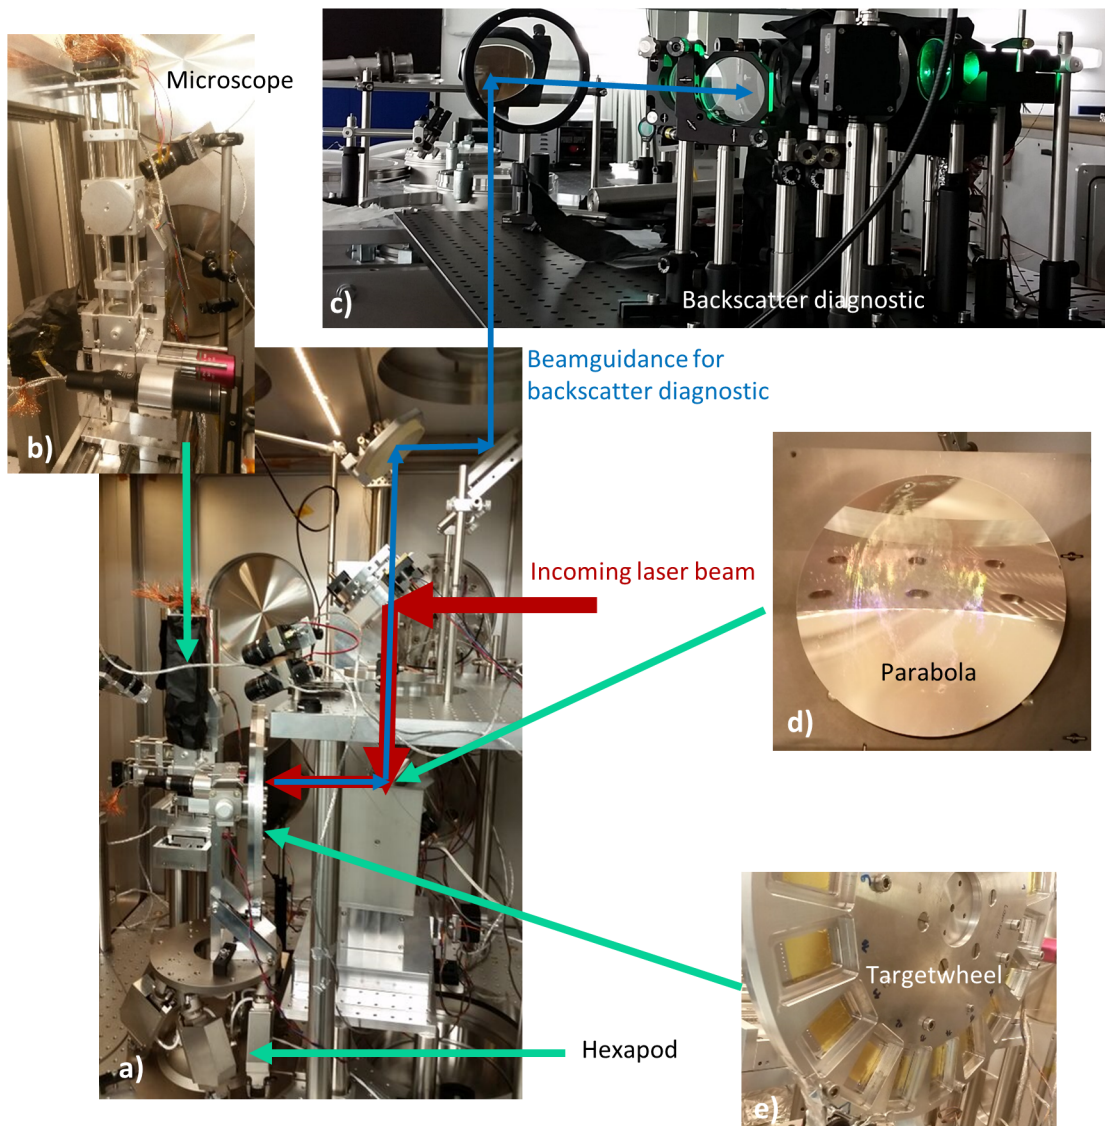 Microscope
b)
c)
Backscatter diagnostic
Beamguidance for
backscatter diagnostic
Incoming laser beam
Parabola
d)
Targetwheel
e)
Hexapod
a)